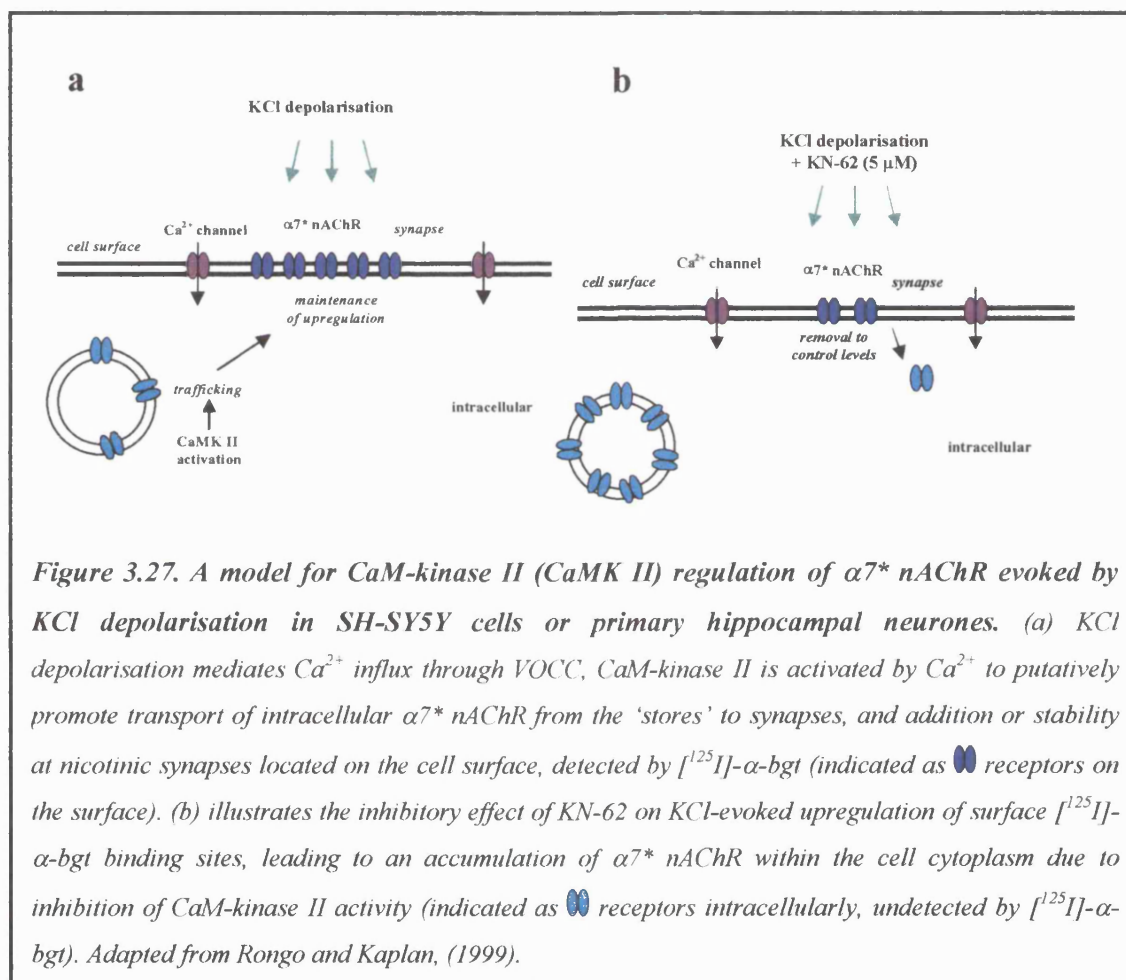 a
KCl depolarisation
Ca²⁺ channel
α7* nAChR
synapse
cell surface
maintenance
of upregulation
trafficking
CaMK II
activation
intracellular
b
KCl depolarisation
+ KN-62 (5 µM)
Ca²⁺ channel
α7* nAChR
cell surface
synapse
removal to
control levels
intracellular
Figure 3.27. A model for CaM-kinase II (CaMK II) regulation of α7* nAChR evoked by
KCl depolarisation in SH-SY5Y cells or primary hippocampal neurones. (a) KCl
depolarisation mediates Ca²⁺ influx through VOCC, CaM-kinase II is activated by Ca²⁺ to putatively
promote transport of intracellular α7* nAChR from the ‘stores’ to synapses, and addition or stability
at nicotinic synapses located on the cell surface, detected by [¹²⁵I]-α-bgt (indicated as receptors on
the surface). (b) illustrates the inhibitory effect of KN-62 on KCl-evoked upregulation of surface [¹²⁵I]-
α-bgt binding sites, leading to an accumulation of α7* nAChR within the cell cytoplasm due to
inhibition of CaM-kinase II activity (indicated as receptors intracellularly, undetected by [¹²⁵I]-α-
bgt). Adapted from Rongo and Kaplan, (1999).